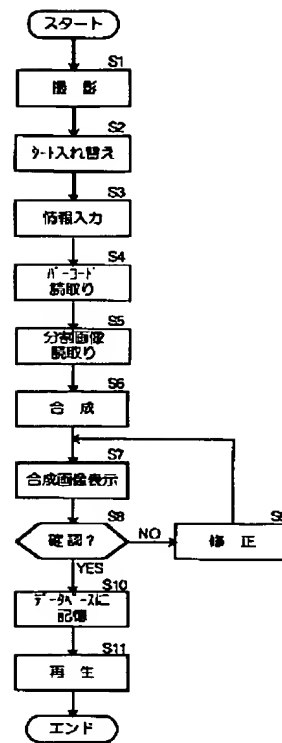 スタート
S1
撮 影
S2
ｹｰﾄ入れ替え
S3
情報入力
S4
ﾊﾞｰｺｰﾄﾞ
読取り
S5
分割画像
読取り
S6
合 成
S7
合成画像表示
S8
確認？
NO
S9
修 正
YES
S10
ﾃﾞｰﾀﾍﾞｰｽに
記憶
S11
再 生
エンド